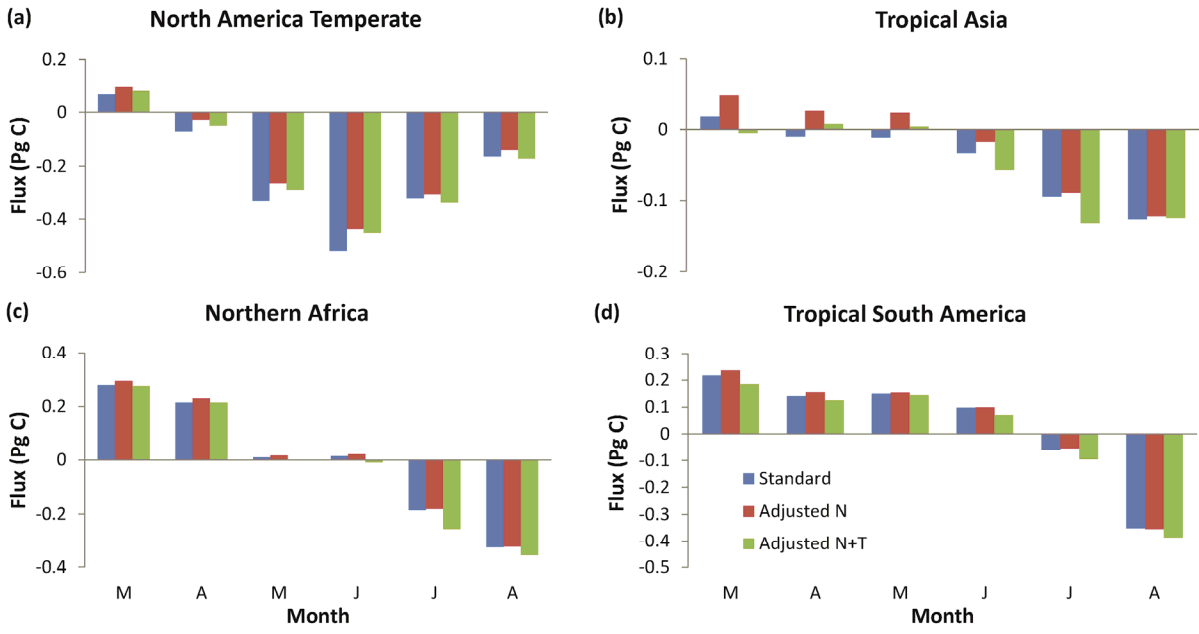 (a) North America Temperate
Flux (Pg C)
0.2
0
-0.2
-0.4
-0.6
(b) Tropical Asia
Flux (Pg C)
0.1
0
-0.1
-0.2
(c) Northern Africa
Flux (Pg C)
0.4
0.2
0
-0.2
-0.4
M A M J J A
Month
(d) Tropical South America
Flux (Pg C)
0.3
0.2
0.1
0
-0.1
-0.2
-0.3
-0.4
-0.5
Standard
Adjusted N
Adjusted N+T
M A M J J A
Month